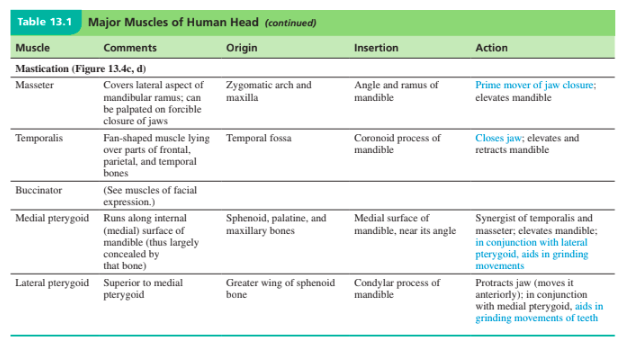 Table 13.1 Major Muscles of Human Head (continued)
Muscle Comments Origin Insertion Action
Mastication (Figure 13.4c, d)
Masseter Covers lateral aspect of Zygomatic arch and Angle and ramus of Prime mover of jaw closure;
mandibular ramus; can maxilla mandible elevates mandible
be palpated on forcible
closure of jaws
Temporalis Fan-shaped muscle lying Temporal fossa Coronoid process of Closes jaw; elevates and
over parts of frontal, mandible retracts mandible
parietal, and temporal
bones
Buccinator (See muscles of facial
expression.)
Medial pterygoid Runs along internal Sphenoid, palatine, and Medial surface of Synergist of temporalis and
(medial) surface of maxillary bones mandible, near its angle masseter; elevates mandible;
mandible (thus largely in conjunction with lateral
concealed by pterygoid, aids in grinding
that bone) movements
Lateral pterygoid Superior to medial Greater wing of sphenoid Condylar process of Protracts jaw (moves it
pterygoid bone mandible anteriorly); in conjunction
with medial pterygoid, aids in
grinding movements of teeth